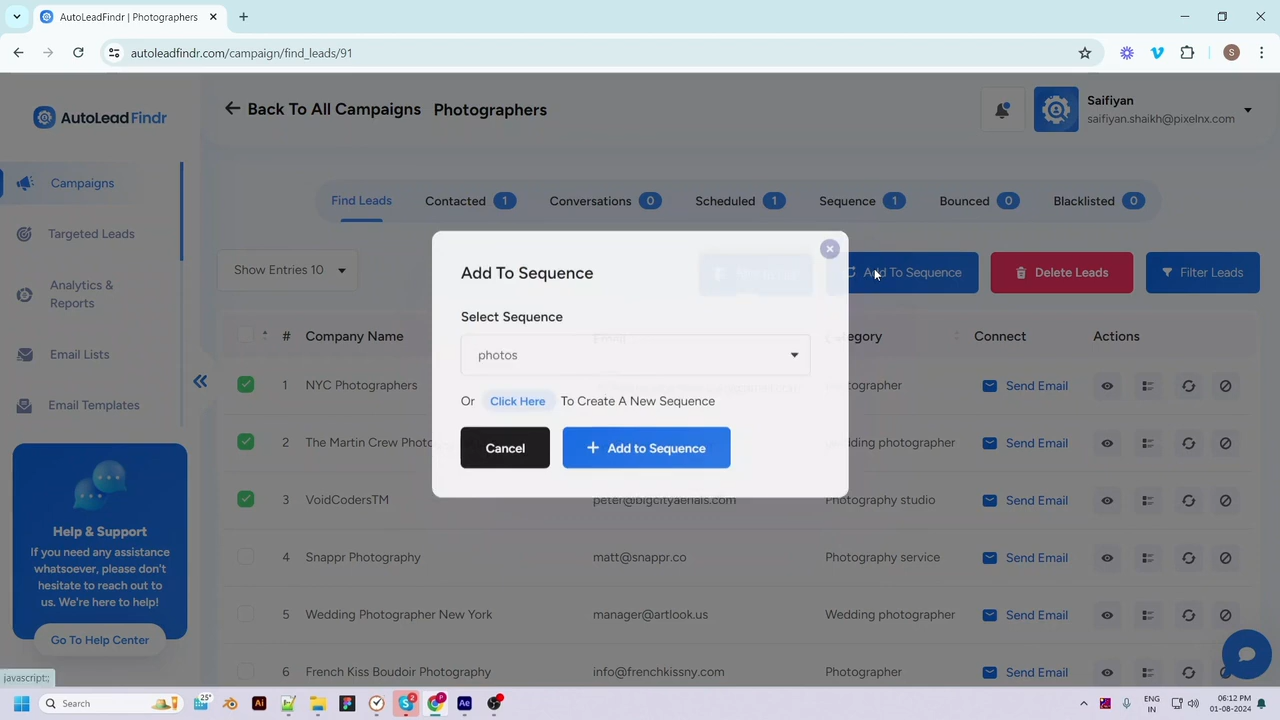 AutoLeadFindr | Photographers
autoleadfindr.com/campaign/find_leads/91
S
AutoLead Findr
Back To All Campaigns
Photographers
Saifiyan
saifiyan.shaikh@pixelnx.com
Campaigns
Targeted Leads
Analytics &
Reports
Email Lists
Email Templates
Help & Support
If you need any assistance
whatsoever, please don't
hesitate to reach out to
us. We're here to help!
Go To Help Center
Find Leads
Contacted 1
Conversations 0
Scheduled 1
Sequence 1
Bounced 0
Blacklisted 0
Show Entries 10
Add To Sequence
Delete Leads
Filter Leads
# Company Name
Connect
Actions
1 NYC Photographers
Send Email
2 The Martin Crew
wedding photographer
Send Email
3 VoidCodersTM
peter@bigcityaerials.com
Photography studio
Send Email
4 Snappr Photography
matt@snappr.co
Photography service
Send Email
5 Wedding Photographer New York
manager@artlook.us
Wedding photographer
Send Email
6 French Kiss Boudoir Photography
info@frenchkissny.com
Photographer
Send Email
Add To Sequence
Select Sequence
photos
Or Click Here To Create A New Sequence
Cancel
+ Add to Sequence
javascript:;
Search
25°
Ai
2
P
Ae
ENG
IN
06:12 PM
01-08-2024